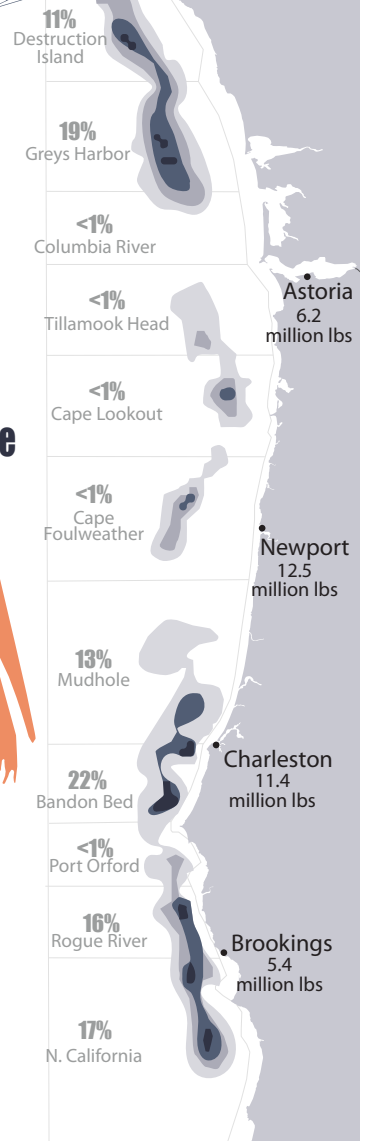 11%
Destruction
Island
19%
Greys Harbor
<1%
Columbia River
Astoria
6.2
million lbs
<1%
Tillamook Head
<1%
Cape Lookout
e
<1%
Cape
Foulweather
Newport
12.5
million lbs
13%
Mudhole
Charleston
11.4
million lbs
22%
Bandon Bed
<1%
Port Orford
16%
Rogue River
Brookings
5.4
million lbs
17%
N. California